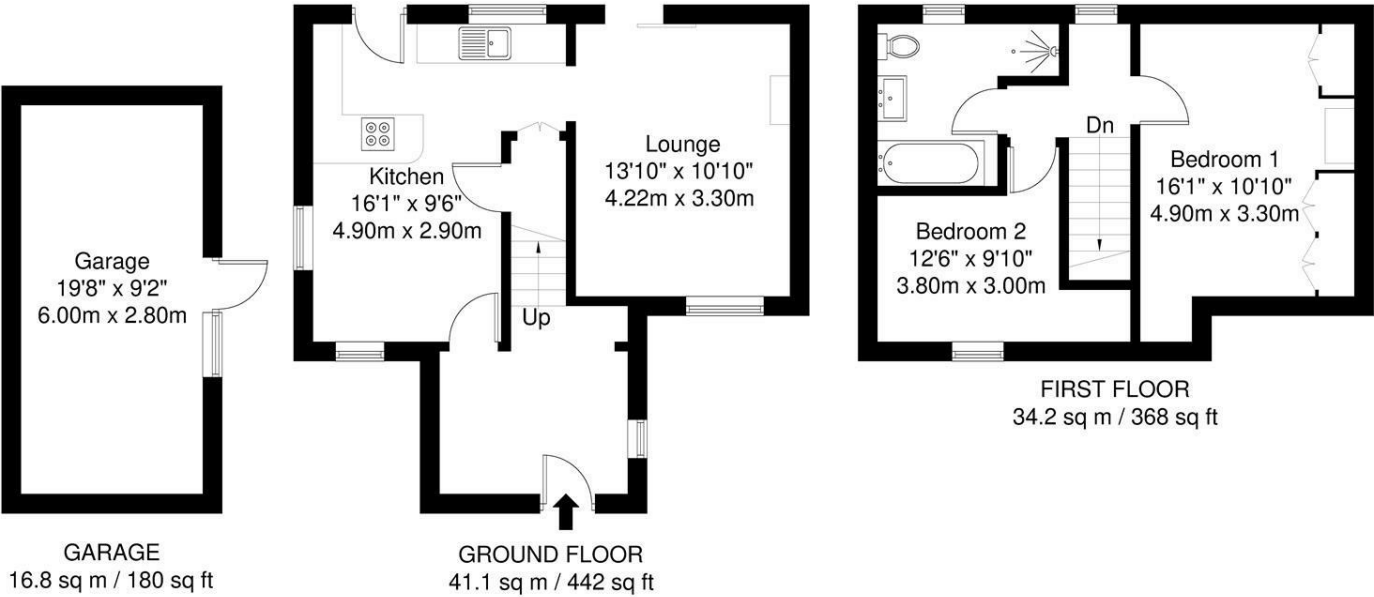 Garage
19'8" x 9'2"
6.00m x 2.80m
GARAGE
16.8 sq m / 180 sq ft
Kitchen
16'1" x 9'6"
4.90m x 2.90m
Lounge
13'10" x 10'10"
4.22m x 3.30m
Up
GROUND FLOOR
41.1 sq m / 442 sq ft
Dn
Bedroom 1
16'1" x 10'10"
4.90m x 3.30m
Bedroom 2
12'6" x 9'10"
3.80m x 3.00m
FIRST FLOOR
34.2 sq m / 368 sq ft